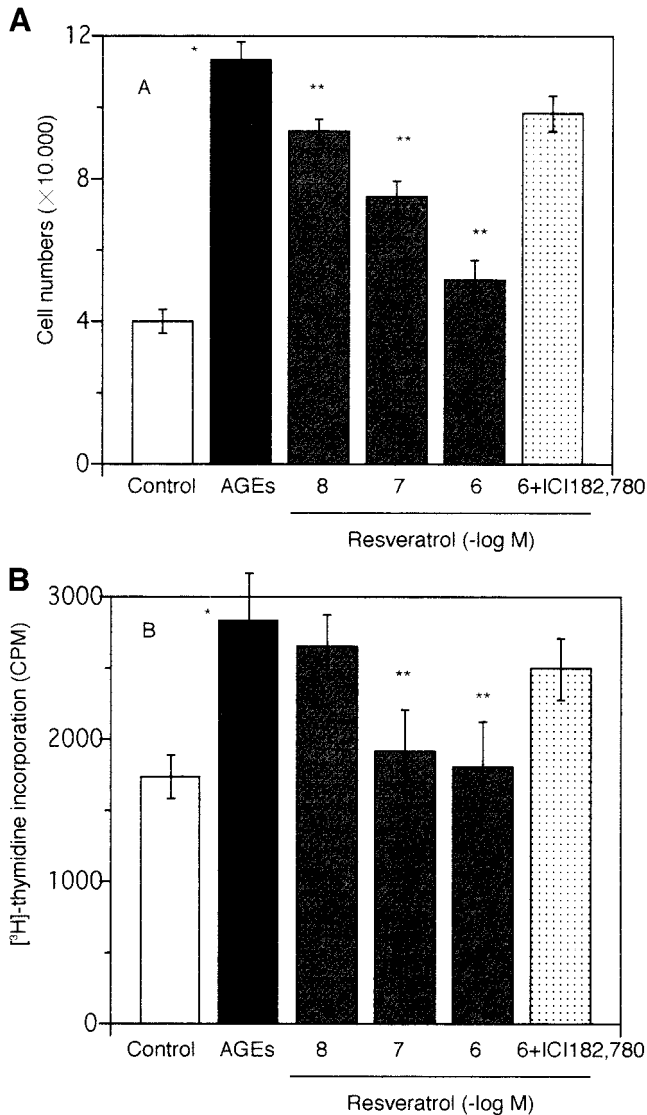 A
12
*
A
**
**
**
8
4
0
Cell numbers (×10.000)
Control AGEs 8 7 6 6+ICI182,780
Resveratrol (-log M)
B
3000
*
B
**
**
2000
1000
0
[³H]-thymidine incorporation (CPM)
Control AGEs 8 7 6 6+ICI182,780
Resveratrol (-log M)